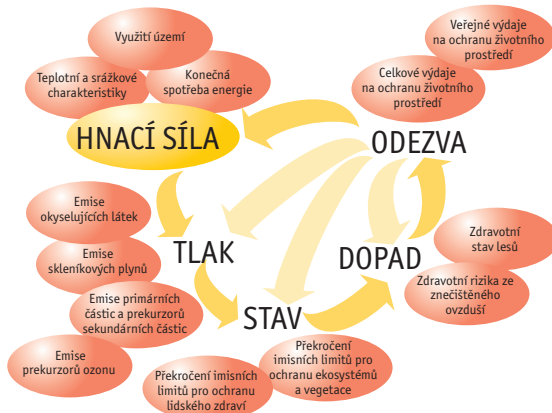 Využití území
Teplotní a srážkové
charakteristiky
Konečná
spotřeba energie
HNACÍ SÍLA
Veřejné výdaje
na ochranu životního
prostředí
Celkové výdaje
na ochranu životního
prostředí
ODEZVA
Emise
okyselujících látek
Emise
skleníkových plynů
Emise primárních
částic a prekurzorů
sekundárních částic
Emise
prekurzorů ozonu
TLAK
DOPAD
Zdravotní
stav lesů
Zdravotní rizika ze
znečištěného
ovzduší
STAV
Překročení imisních
limitů pro ochranu
lidského zdraví
Překročení
imisních limitů pro
ochranu ekosystémů
a vegetace